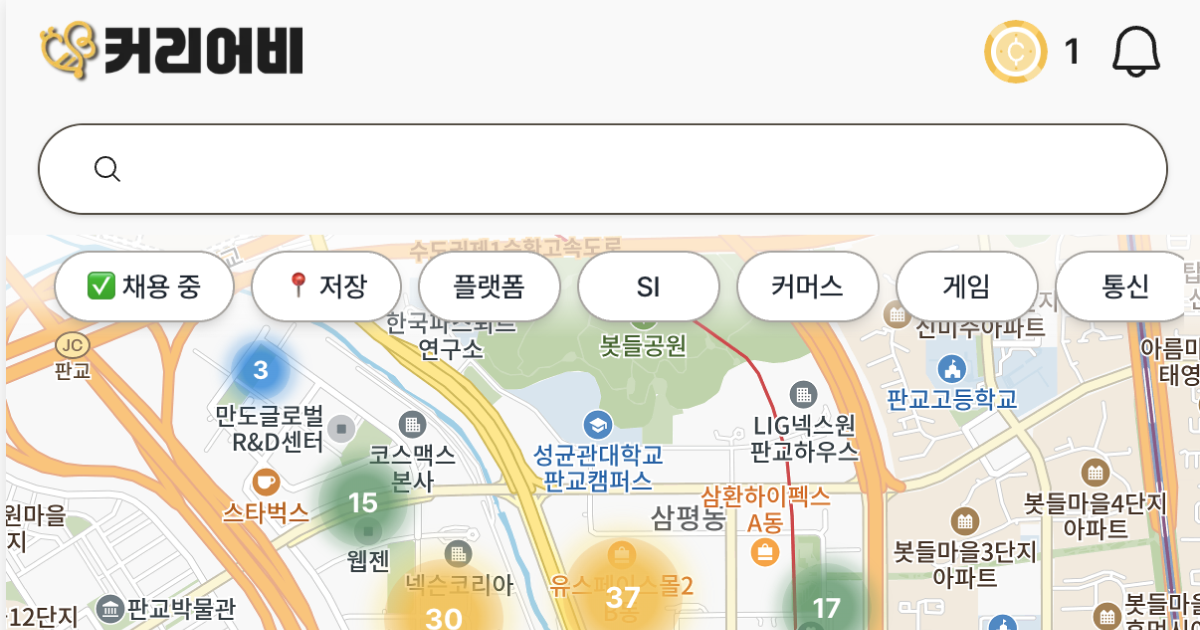 커리어비
1
✅ 채용 중
📍 저장
플랫폼
SI
커머스
게임
통신
수도권제1순환고속도로
JC
판교
한국파스퇴르
연구소
봇들공원
신미주아파트
아름마
태영
3
판교고등학교
만도글로벌
R&D센터
코스맥스
본사
성균관대학교
판교캠퍼스
LIG넥스원
판교하우스
스타벅스
15
삼환하이펙스
A동
삼평동
봇들마을4단지
아파트
원마을
지
웹젠
넥슨코리아
유스페이스몰2
B동
봇들마을3단지
아파트
12단지
판교박물관
30
37
17
봇들마을